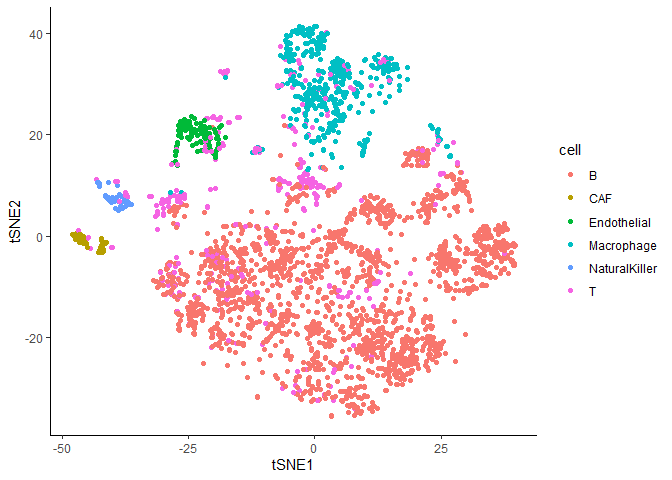 40
20
0
-20
tSNE2
-50
-25
0
25
tSNE1
cell
B
CAF
Endothelial
Macrophage
NaturalKiller
T